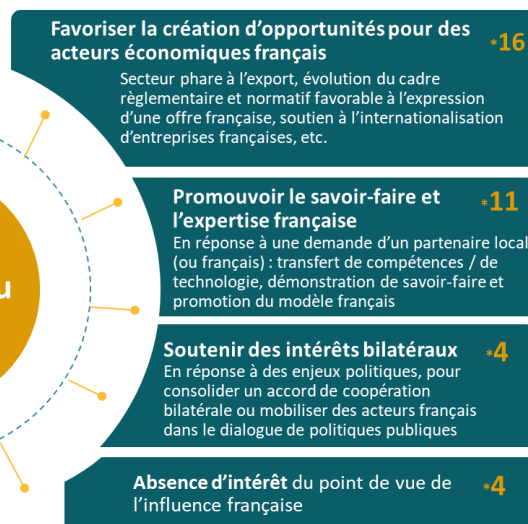 Favoriser la création d'opportunités pour des
acteurs économiques français
*16
Secteur phare à l'export, évolution du cadre
règlementaire et normatif favorable à l'expression
d'une offre française, soutien à l'internationalisation
d'entreprises françaises, etc.
Promouvoir le savoir-faire et
l'expertise française
*11
En réponse à une demande d'un partenaire local
(ou français) : transfert de compétences / de
technologie, démonstration de savoir-faire et
promotion du modèle français
u
Soutenir des intérêts bilatéraux
*4
En réponse à des enjeux politiques, pour
consolider un accord de coopération
bilatérale ou mobiliser des acteurs français
dans le dialogue de politiques publiques
Absence d'intérêt du point de vue de
l'influence française
*4